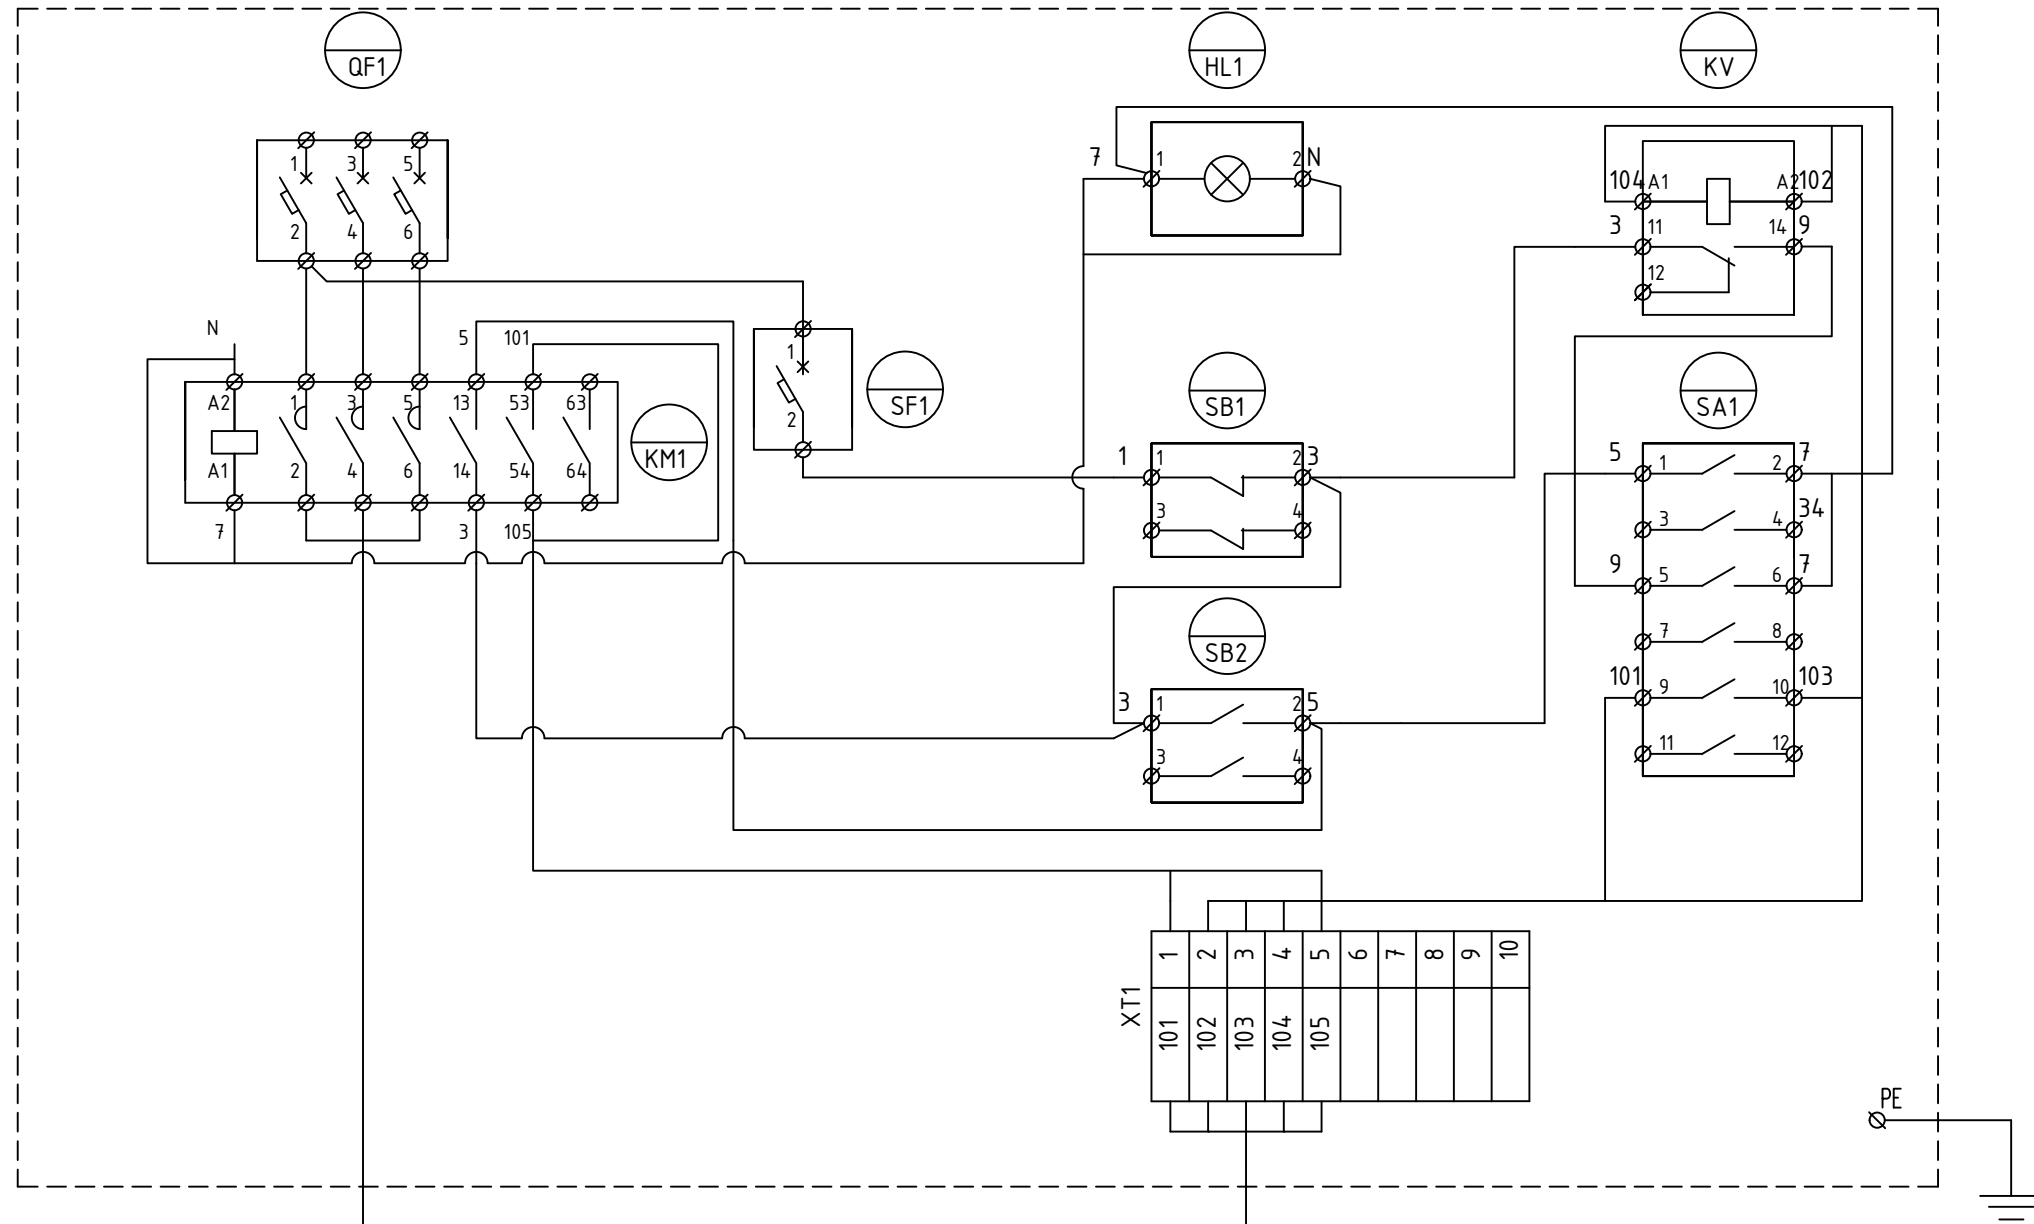 QF1 HL1 KV
1 3 5
2 4 6
7 1 2 N
104 A1 A2 102
3 11 14 9
12
N 5 101
A2 1 3 5 13 53 63
A1 2 4 6 14 54 64
7 3 105
KM1
1
2
SF1
SB1
1 1 2 3
3 4
SA1
5 1 2 7
3 4 34
9 5 6 7
7 8
101 9 10 103
11 12
SB2
3 1 2 5
3 4
XT1
1 2 3 4 5 6 7 8 9 10
101 102 103 104 105
PE